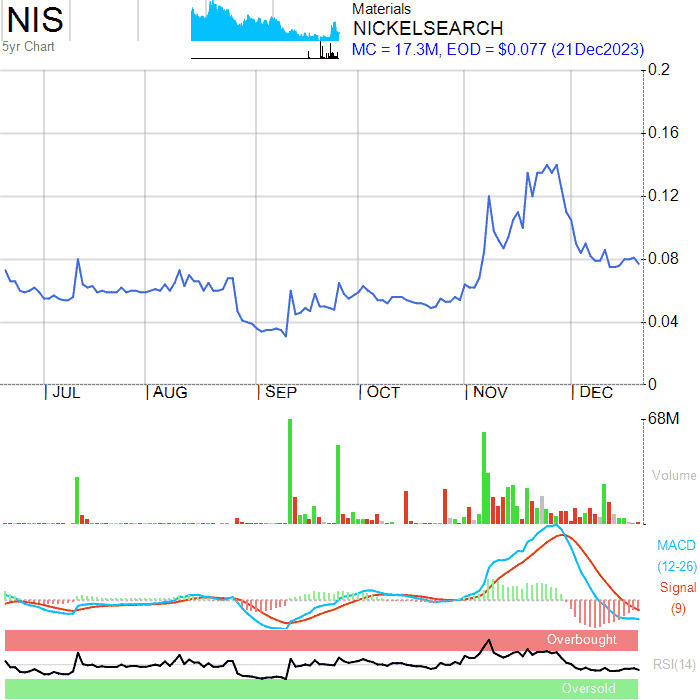 NIS
5yr Chart
Materials
NICKELSEARCH
MC = 17.3M, EOD = $0.077 (21Dec2023)
0.2
0.16
0.12
0.08
0.04
0
JUL AUG SEP OCT NOV DEC
68M
Volume
MACD
(12-26)
Signal
(9)
Overbought
RSI(14)
Oversold